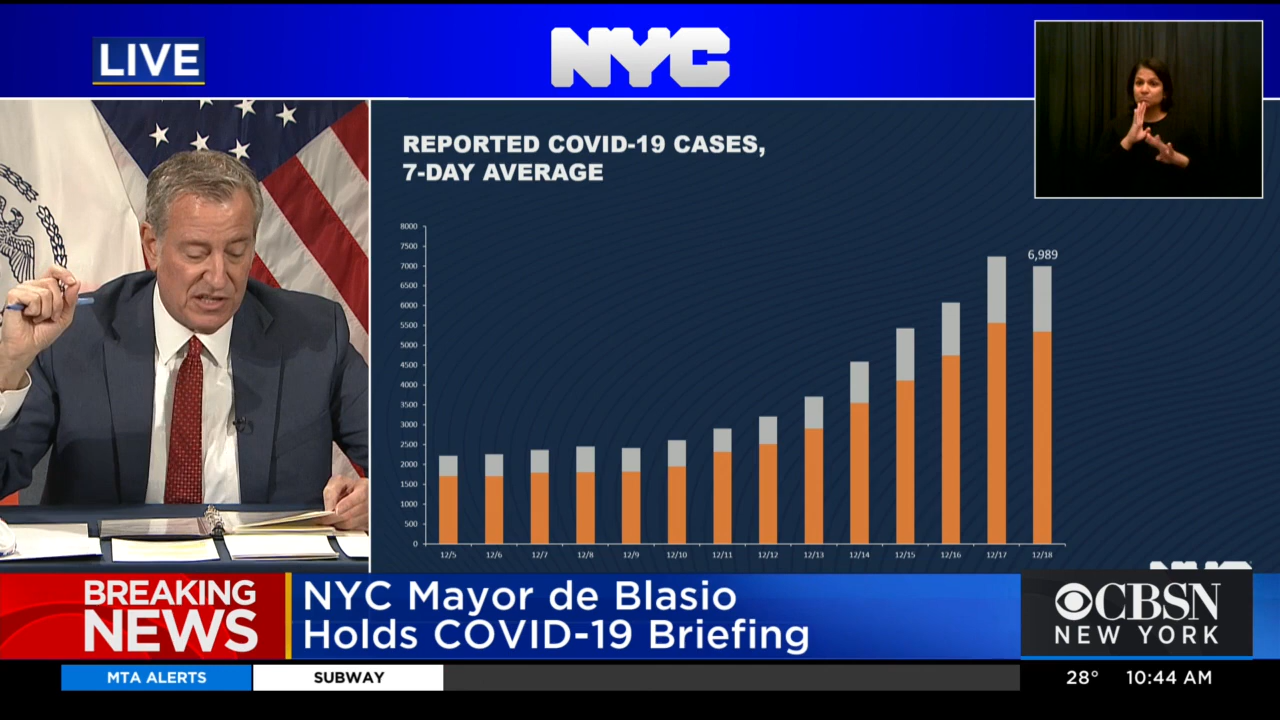 LIVE
NYC
REPORTED COVID-19 CASES,
7-DAY AVERAGE
8000
7500
7000
6500
6000
5500
5000
4500
4000
3500
3000
2500
2000
1500
1000
500
0
6,989
12/5 12/6 12/7 12/8 12/9 12/10 12/11 12/12 12/13 12/14 12/15 12/16 12/17 12/18
BREAKING
NEWS
NYC Mayor de Blasio
Holds COVID-19 Briefing
CBSN
NEW YORK
MTA ALERTS
SUBWAY
28° 10:44 AM